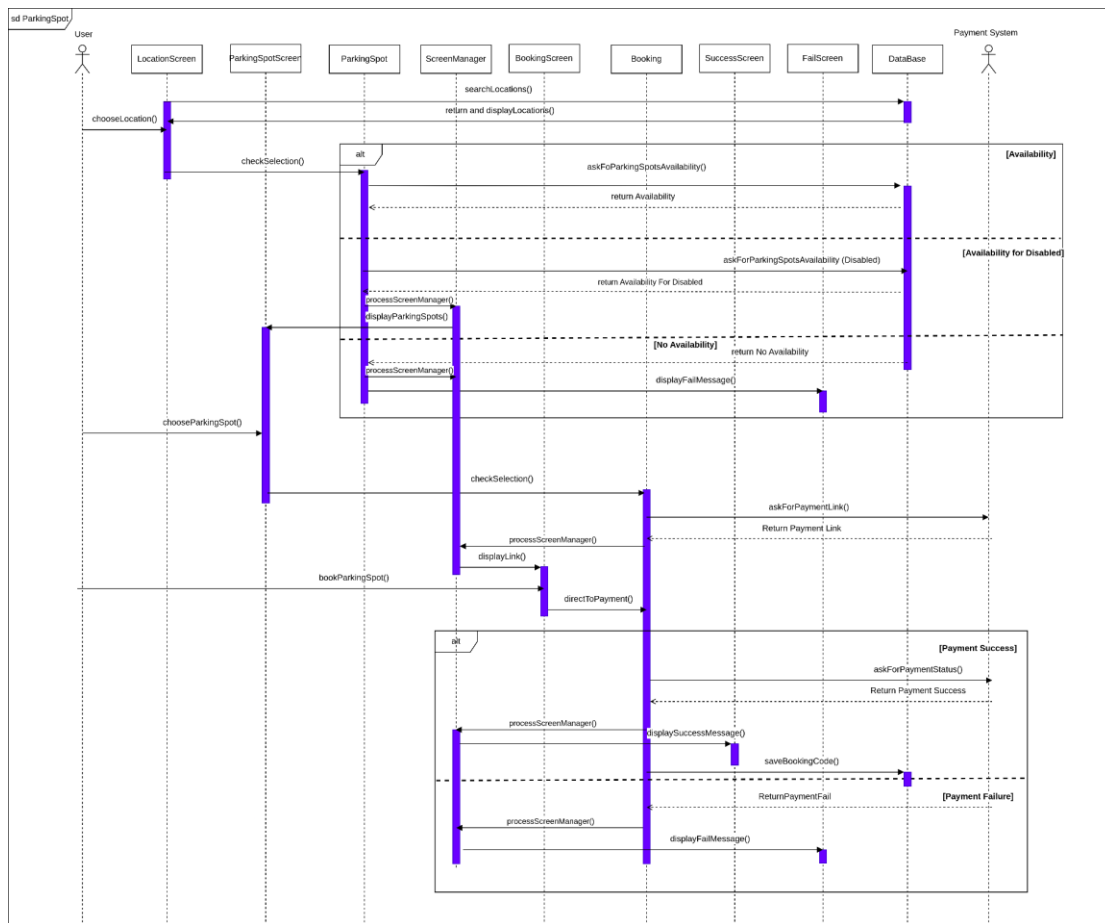 sd ParkingSpot
User
Payment System
LocationScreen
ParkingSpotScreen
ParkingSpot
ScreenManager
BookingScreen
Booking
SuccessScreen
FailScreen
DataBase
searchLocations()
return and displayLocations()
chooseLocation()
alt
[Availability]
checkSelection()
askFoParkingSpotsAvailability()
return Availability
[Availability for Disabled]
askForParkingSpotsAvailability (Disabled)
return Availability For Disabled
processScreenManager()
displayParkingSpots()
[No Availability]
return No Availability
processScreenManager()
displayFailMessage()
chooseParkingSpot()
checkSelection()
askForPaymentLink()
Return Payment Link
processScreenManager()
displayLink()
bookParkingSpot()
directToPayment()
alt
[Payment Success]
askForPaymentStatus()
Return Payment Success
processScreenManager()
displaySuccessMessage()
saveBookingCode()
[Payment Failure]
ReturnPaymentFail
processScreenManager()
displayFailMessage()